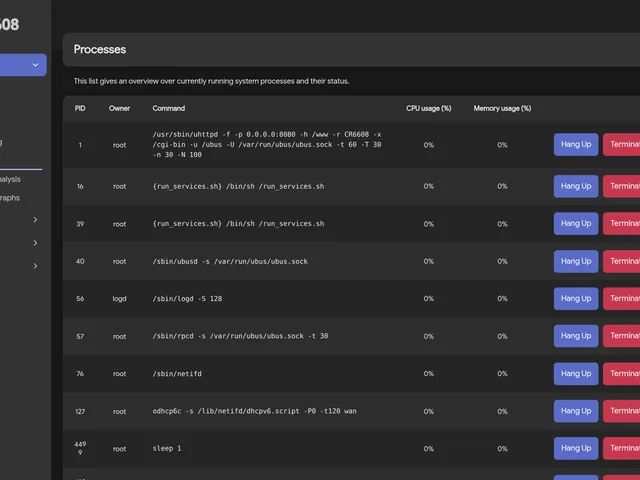 608
Processes
This list gives an overview over currently running system processes and their status.
PID Owner Command CPU usage (%) Memory usage (%)
/usr/sbin/uhttpd -f -p 0.0.0.0:8080 -h /www -r CR6608 -x
1 root /cgi-bin -u /ubus -U /var/run/ubus/ubus.sock -t 60 -T 30 0% 0% Hang Up Terminat
-n 30 -N 100
16 root {run_services.sh} /bin/sh /run_services.sh 0% 0% Hang Up Terminat
alysis
raphs
39 root {run_services.sh} /bin/sh /run_services.sh 0% 0% Hang Up Terminat
40 root /sbin/ubusd -s /var/run/ubus/ubus.sock 0% 0% Hang Up Terminat
56 logd /sbin/logd -S 128 0% 0% Hang Up Terminat
57 root /sbin/rpcd -s /var/run/ubus/ubus.sock -t 30 0% 0% Hang Up Terminat
76 root /sbin/netifd 0% 0% Hang Up Terminat
127 root odhcp6c -s /lib/netifd/dhcpv6.script -P0 -t120 wan 0% 0% Hang Up Terminat
449
9 root sleep 1 0% 0% Hang Up Terminat